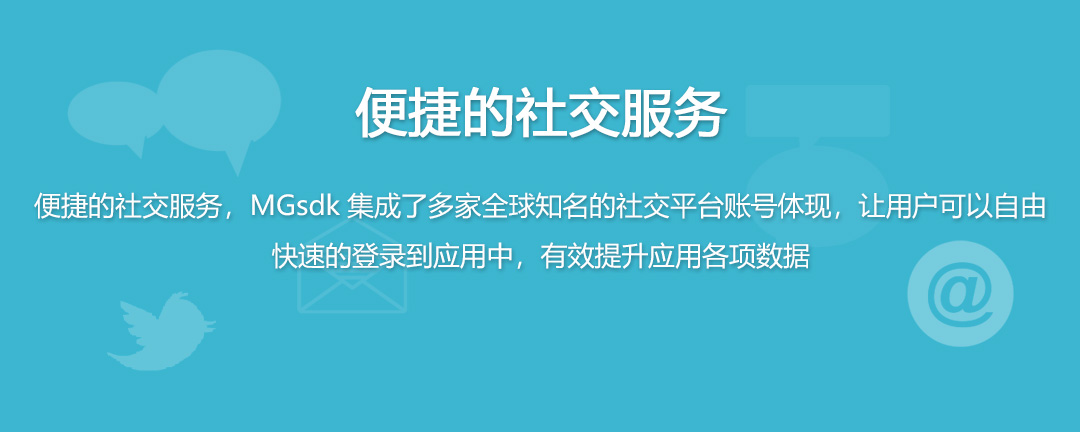 便捷的社交服务
便捷的社交服务，MGsdk 集成了多家全球知名的社交平台账号体现，让用户可以自由
快速的登录到应用中，有效提升应用各项数据
@